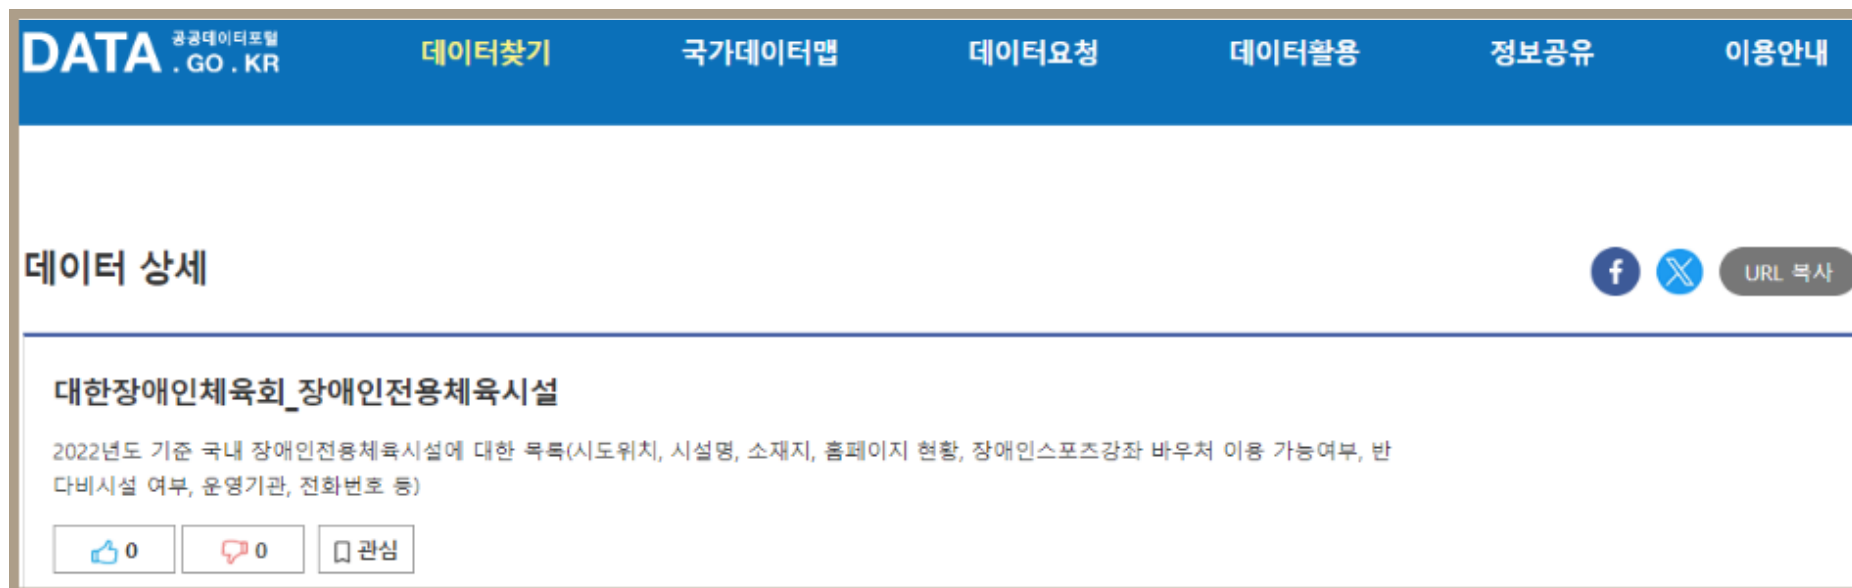 DATA 공공데이터포털 .GO.KR 데이터찾기 국가데이터맵 데이터요청 데이터활용 정보공유 이용안내
데이터 상세 f X URL 복사
대한장애인체육회_장애인전용체육시설
2022년도 기준 국내 장애인전용체육시설에 대한 목록(시도위치, 시설명, 소재지, 홈페이지 현황, 장애인스포츠강좌 바우처 이용 가능여부, 반
다비시설 여부, 운영기관, 전화번호 등)
0 0 관심